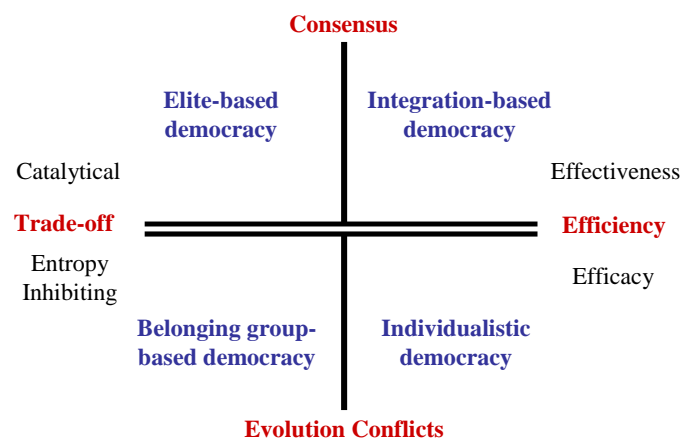 Consensus
Elite-based
democracy
Integration-based
democracy
Catalytical
Effectiveness
Trade-off
Efficiency
Entropy
Inhibiting
Efficacy
Belonging group-
based democracy
Individualistic
democracy
Evolution Conflicts